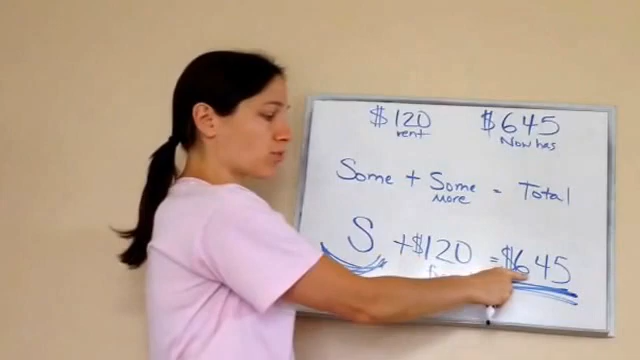 $120 $645
rent Now has
Some + Some = Total
more
S + $120 = $645